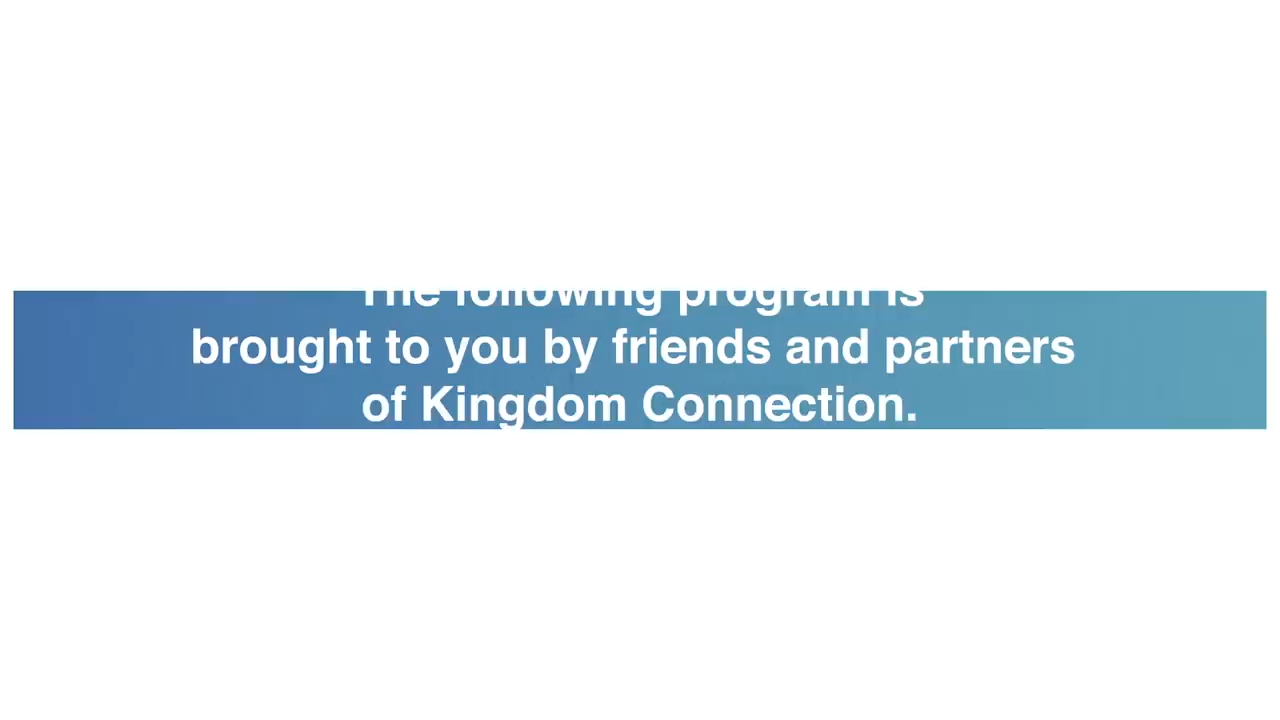 The following program is
brought to you by friends and partners
of Kingdom Connection.